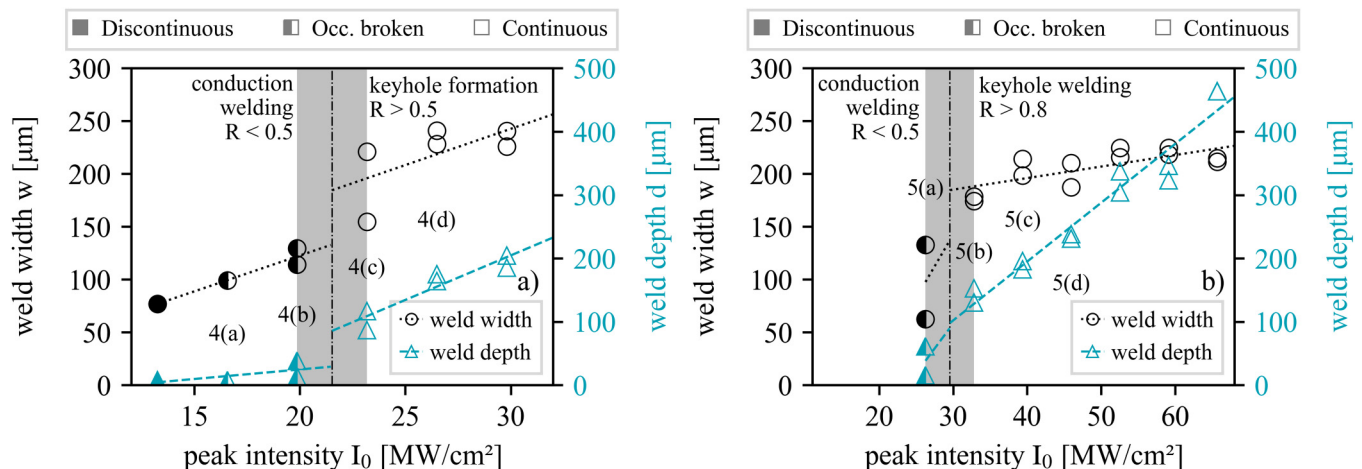 Discontinuous Occ. broken Continuous
300
250
200
150
100
50
0
weld width w [µm]
conduction
welding
R < 0.5
keyhole formation
R > 0.5
4(a)
4(b)
4(c)
4(d)
a)
weld width
weld depth
500
400
300
200
100
0
weld depth d [µm]
15 20 25 30
peak intensity I₀ [MW/cm²]
Discontinuous Occ. broken Continuous
300
250
200
150
100
50
0
weld width w [µm]
conduction
welding
R < 0.5
keyhole welding
R > 0.8
5(a)
5(b)
5(c)
5(d)
b)
weld width
weld depth
500
400
300
200
100
0
weld depth d [µm]
20 30 40 50 60
peak intensity I₀ [MW/cm²]